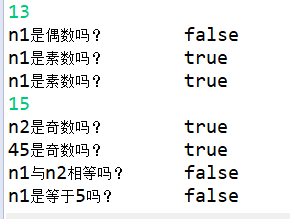 13
n1是偶数吗？ false
n1是素数吗？ true
n1是素数吗？ true
15
n2是奇数吗？ true
45是奇数吗？ true
n1与n2相等吗？ false
n1是等于5吗？ false